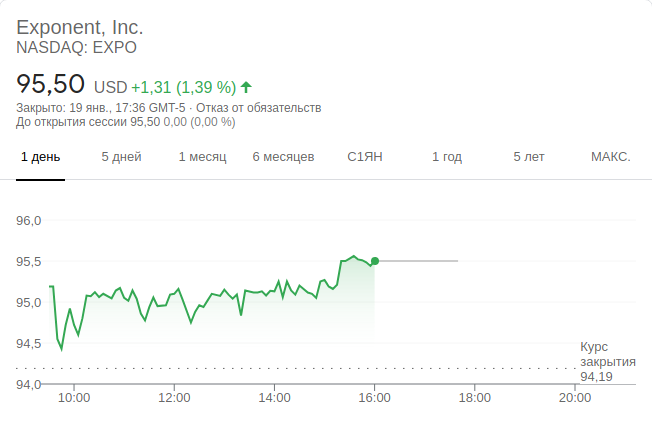 Exponent, Inc.
NASDAQ: EXPO
95,50 USD +1,31 (1,39 %)
Закрыто: 19 янв., 17:36 GMT-5 · Отказ от обязательств
До открытия сессии 95,50 0,00 (0,00 %)
1 день 5 дней 1 месяц 6 месяцев С1ЯН 1 год 5 лет МАКС.
96,0
95,5
95,0
94,5
Курс
закрытия
94,19
94,0
10:00 12:00 14:00 16:00 18:00 20:00